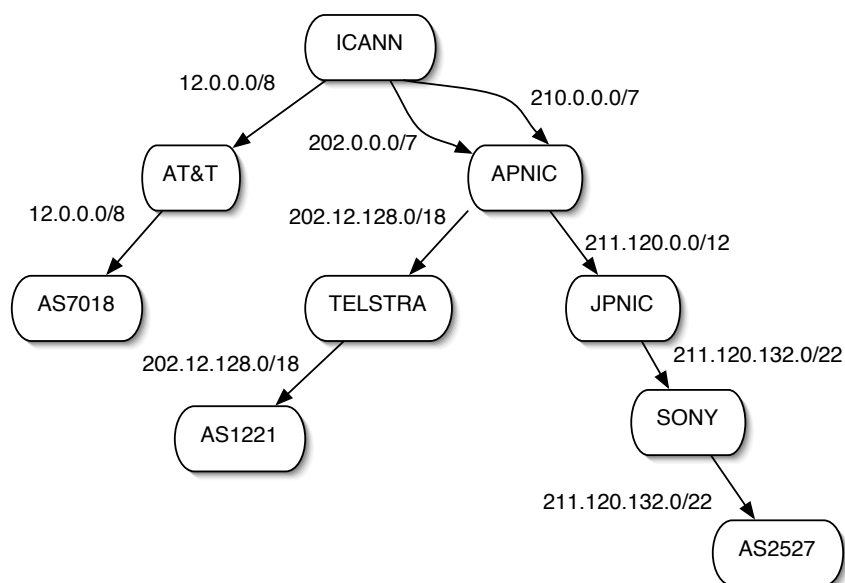 ICANN
12.0.0.0/8
210.0.0.0/7
202.0.0.0/7
AT&T
APNIC
12.0.0.0/8
202.12.128.0/18
211.120.0.0/12
AS7018
TELSTRA
JPNIC
202.12.128.0/18
211.120.132.0/22
AS1221
SONY
211.120.132.0/22
AS2527